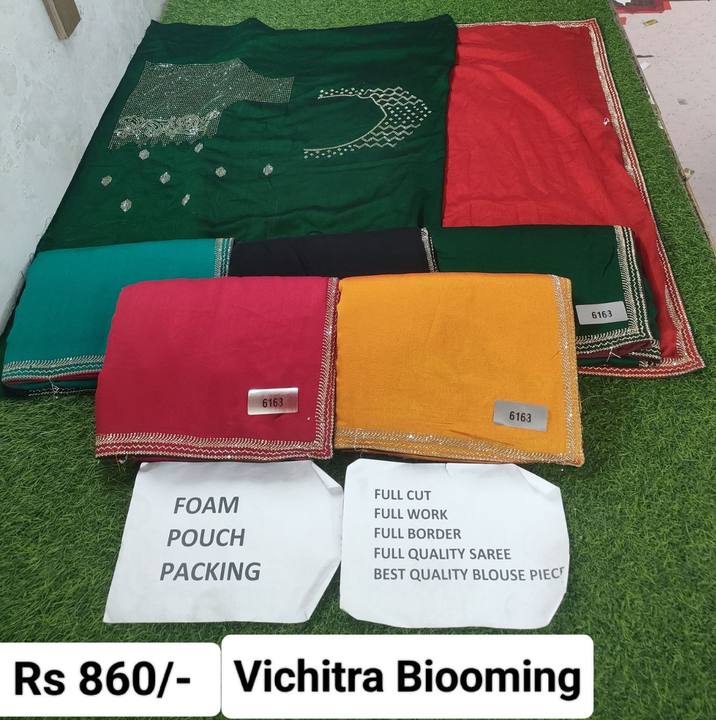 6163
6163
6163
FOAM
POUCH
PACKING
FULL CUT
FULL WORK
FULL BORDER
FULL QUALITY SAREE
BEST QUALITY BLOUSE PIECE
Rs 860/-
Vichitra Biooming